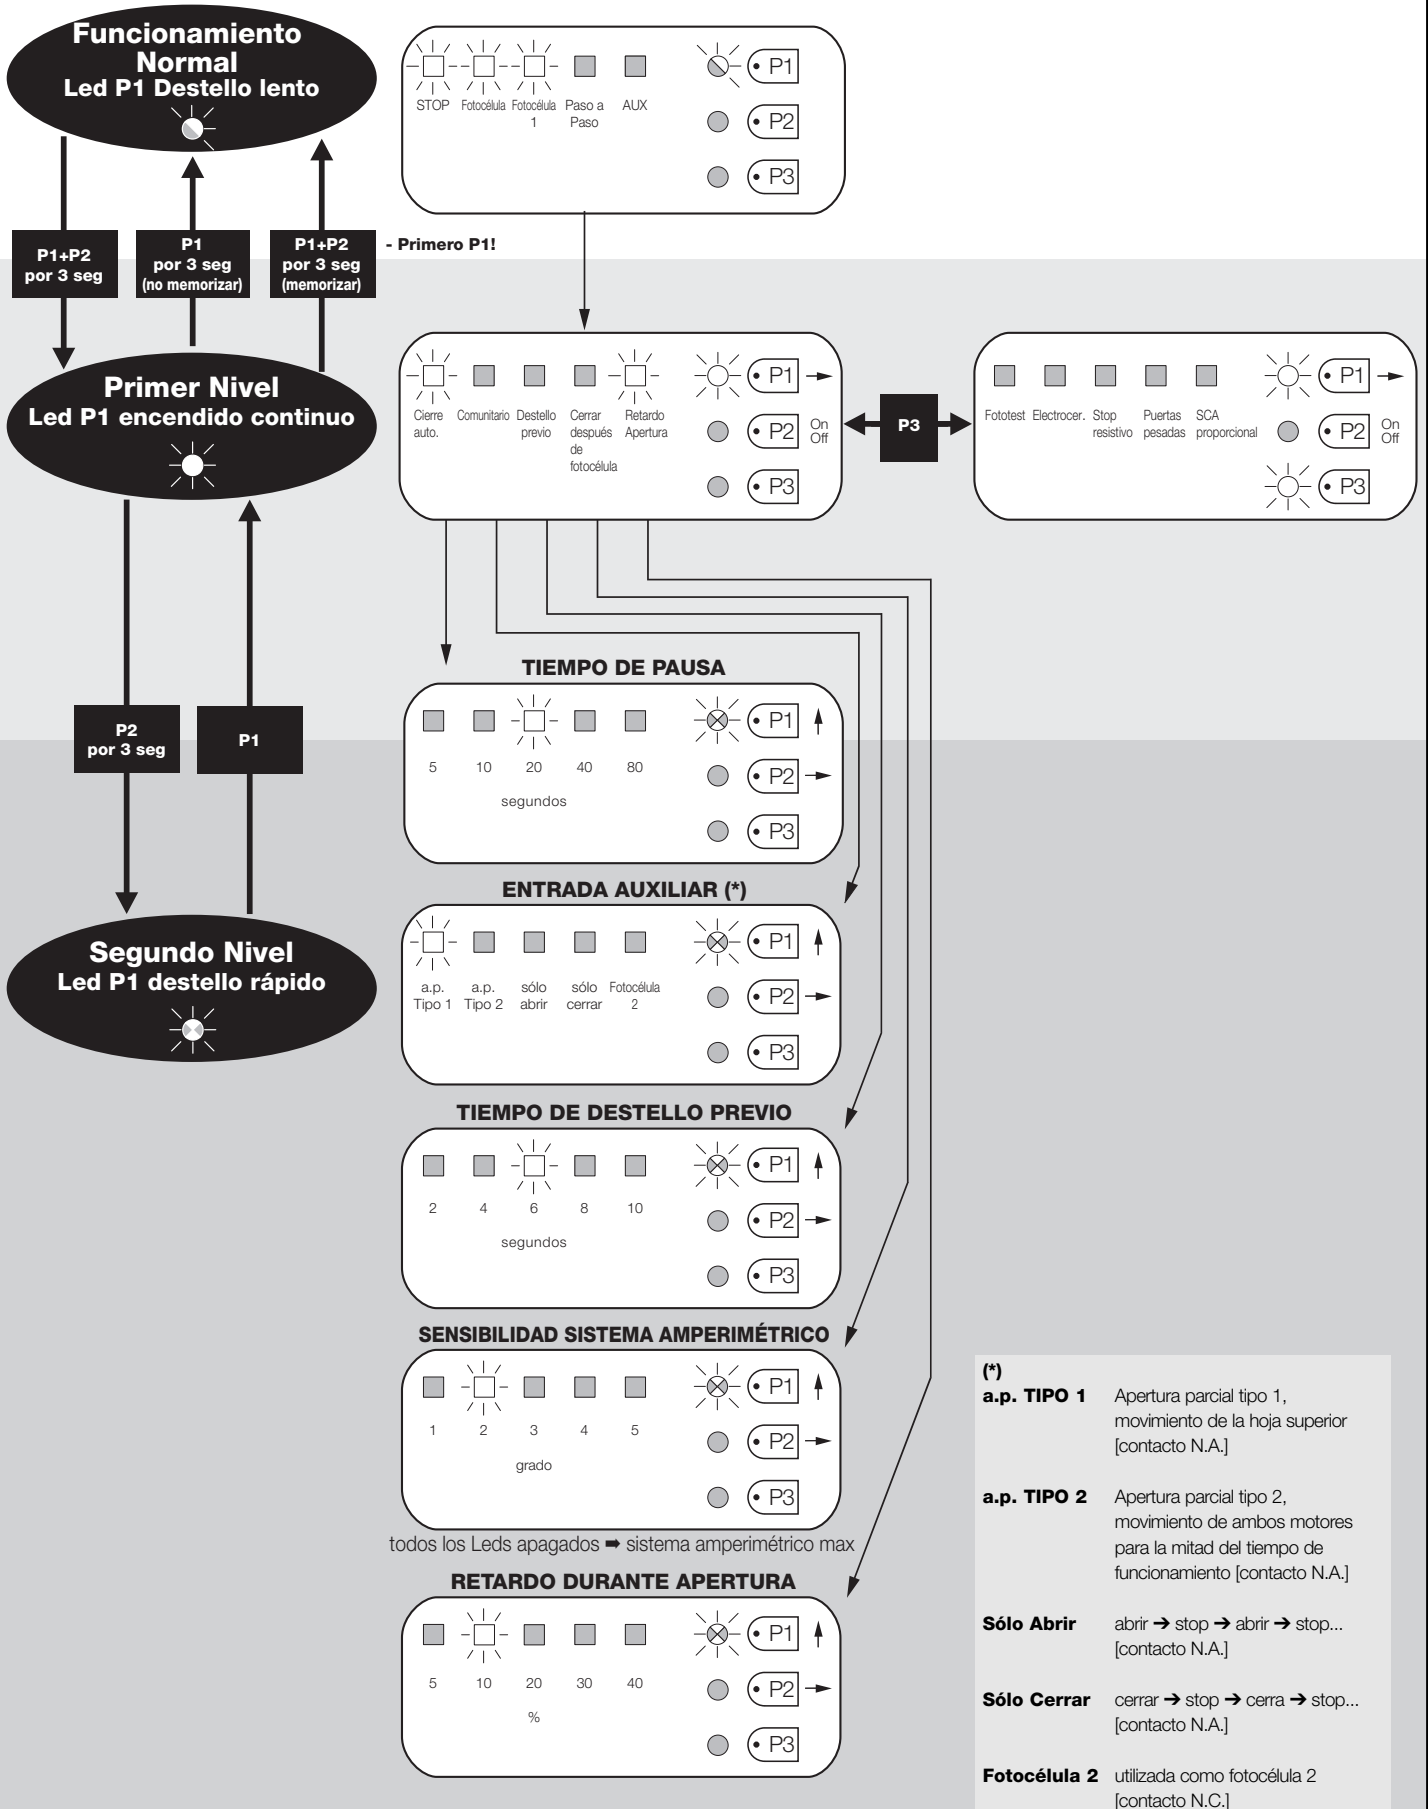 Funcionamiento
Normal
Led P1 Destello lento
STOP
Fotocélula
Fotocélula
1
Paso a
Paso
AUX
P1
P2
P3
P1+P2
por 3 seg
P1
por 3 seg
(no memorizar)
P1+P2
por 3 seg
(memorizar)
- Primero P1!
Primer Nivel
Led P1 encendido continuo
Cierre
auto.
Comunitario
Destello
previo
Cerrar
después
de
fotocélula
Retardo
Apertura
P1
P2
On
Off
P3
P3
Fototest
Electrocer.
Stop
resistivo
Puertas
pesadas
SCA
proporcional
P1
P2
On
Off
P3
P2
por 3 seg
P1
TIEMPO DE PAUSA
5 10 20 40 80
segundos
P1
P2
P3
Segundo Nivel
Led P1 destello rápido
ENTRADA AUXILIAR (*)
a.p.
Tipo 1
a.p.
Tipo 2
sólo
abrir
sólo
cerrar
Fotocélula
2
P1
P2
P3
TIEMPO DE DESTELLO PREVIO
2 4 6 8 10
segundos
P1
P2
P3
SENSIBILIDAD SISTEMA AMPERIMÉTRICO
1 2 3 4 5
grado
P1
P2
P3
todos los Leds apagados ➡ sistema amperimétrico max
RETARDO DURANTE APERTURA
5 10 20 30 40
%
P1
P2
P3
(*)
a.p. TIPO 1 Apertura parcial tipo 1,
movimiento de la hoja superior
[contacto N.A.]
a.p. TIPO 2 Apertura parcial tipo 2,
movimiento de ambos motores
para la mitad del tiempo de
funcionamiento [contacto N.A.]
Sólo Abrir abrir ➔ stop ➔ abrir ➔ stop...
[contacto N.A.]
Sólo Cerrar cerrar ➔ stop ➔ cerra ➔ stop...
[contacto N.A.]
Fotocélula 2 utilizada como fotocélula 2
[contacto N.C.]